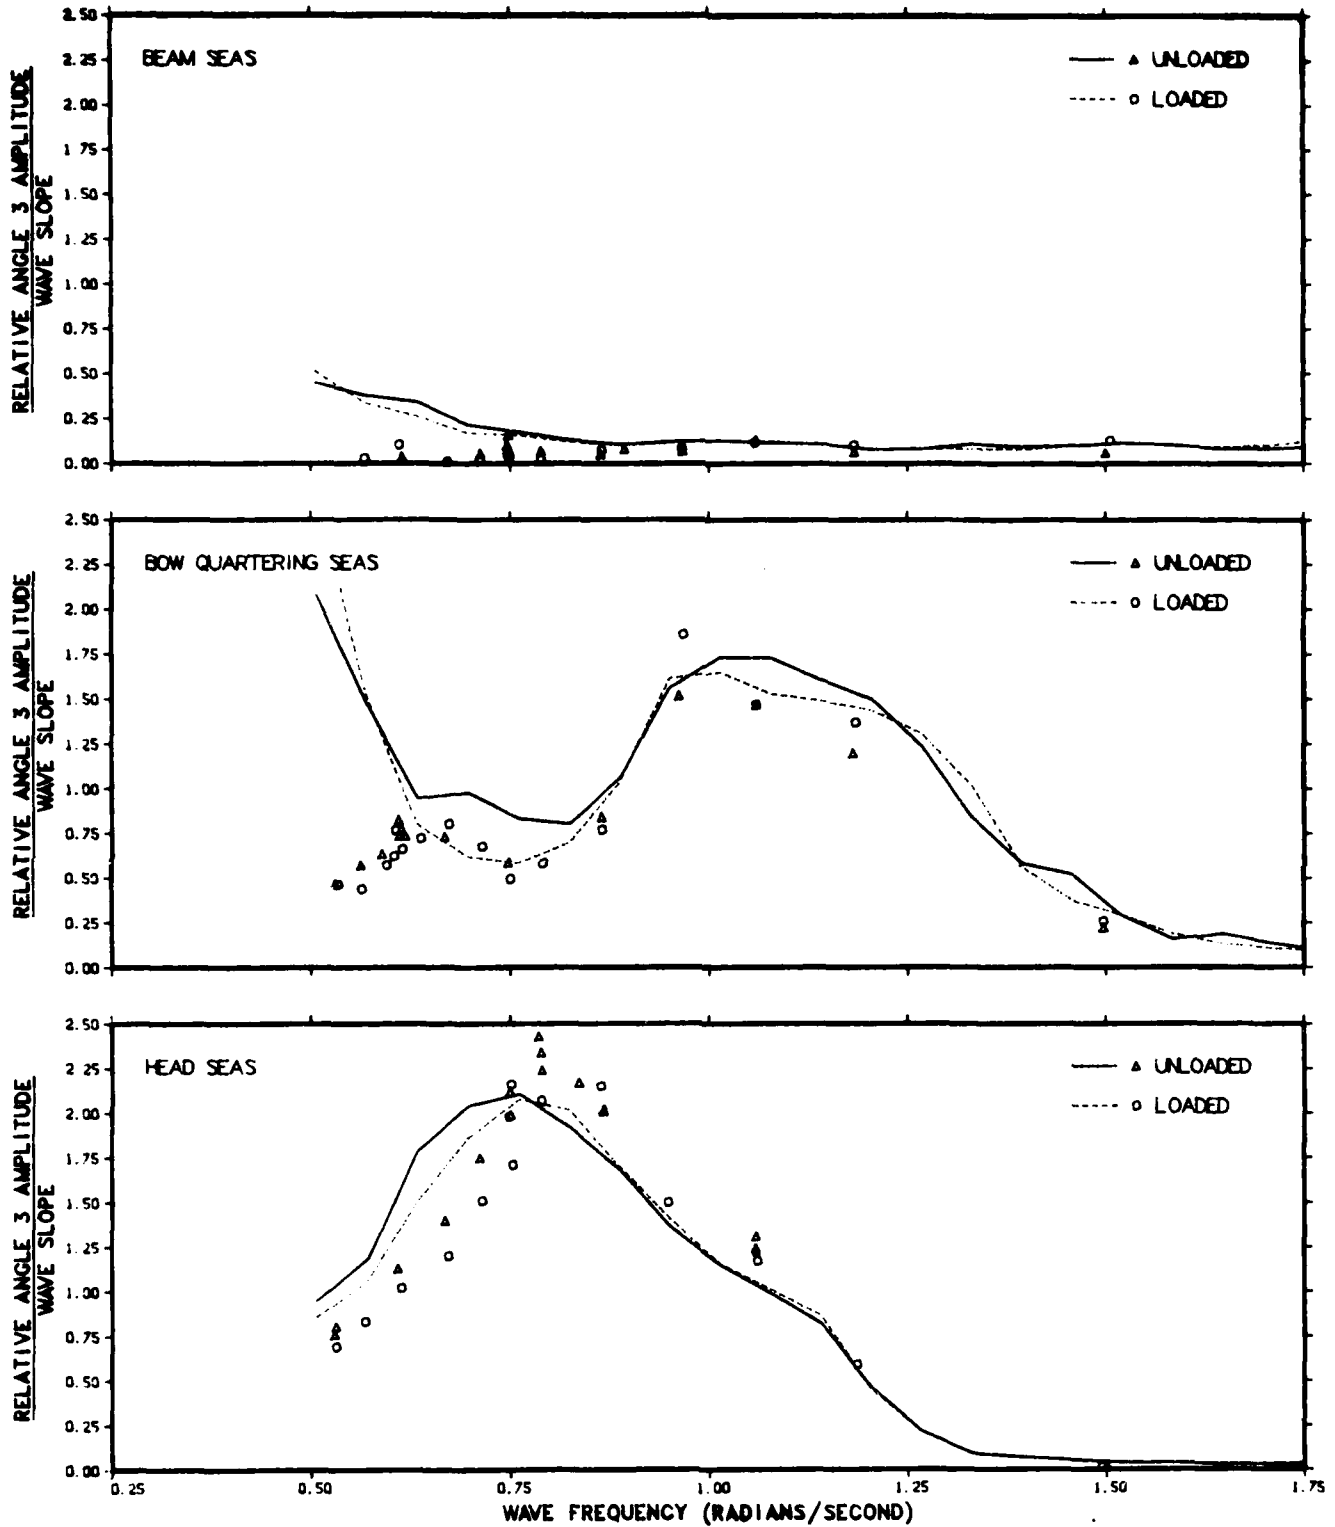 RELATIVE ANGLE 3 AMPLITUDE
WAVE SLOPE
2.50
2.25
2.00
1.75
1.50
1.25
1.00
0.75
0.50
0.25
0.00
BEAM SEAS
UNLOADED
LOADED
RELATIVE ANGLE 3 AMPLITUDE
WAVE SLOPE
2.50
2.25
2.00
1.75
1.50
1.25
1.00
0.75
0.50
0.25
0.00
BOW QUARTERING SEAS
UNLOADED
LOADED
RELATIVE ANGLE 3 AMPLITUDE
WAVE SLOPE
2.50
2.25
2.00
1.75
1.50
1.25
1.00
0.75
0.50
0.25
0.00
HEAD SEAS
UNLOADED
LOADED
0.25 0.50 0.75 1.00 1.25 1.50 1.75
WAVE FREQUENCY (RADIANS/SECOND)